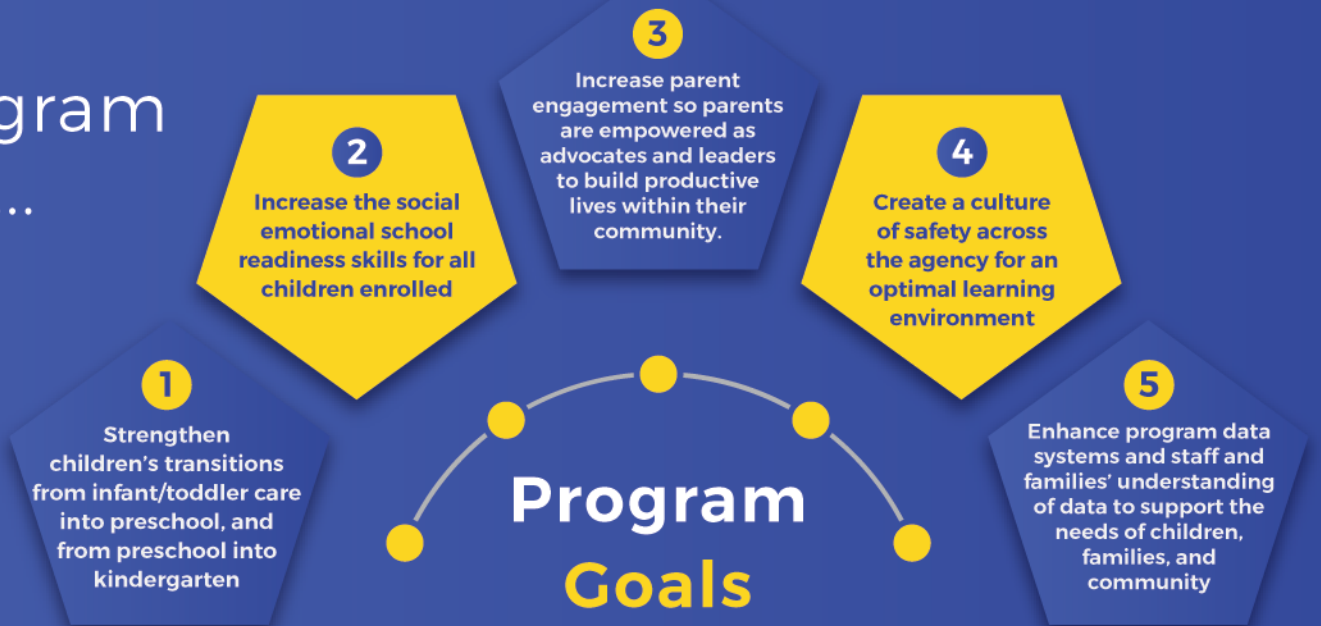 gram
...
1
Strengthen
children's transitions
from infant/toddler care
into preschool, and
from preschool into
kindergarten
2
Increase the social
emotional school
readiness skills for all
children enrolled
3
Increase parent
engagement so parents
are empowered as
advocates and leaders
to build productive
lives within their
community.
4
Create a culture
of safety across
the agency for an
optimal learning
environment
5
Enhance program data
systems and staff and
families' understanding
of data to support the
needs of children,
families, and
community
Program
Goals